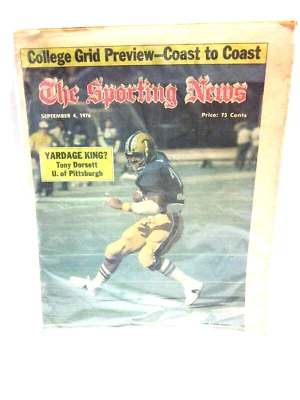 College Grid Preview—Coast to Coast
The Sporting News
SEPTEMBER 4, 1976
Price: 75 Cents
YARDAGE KING?
Tony Dorsett
U. of Pittsburgh